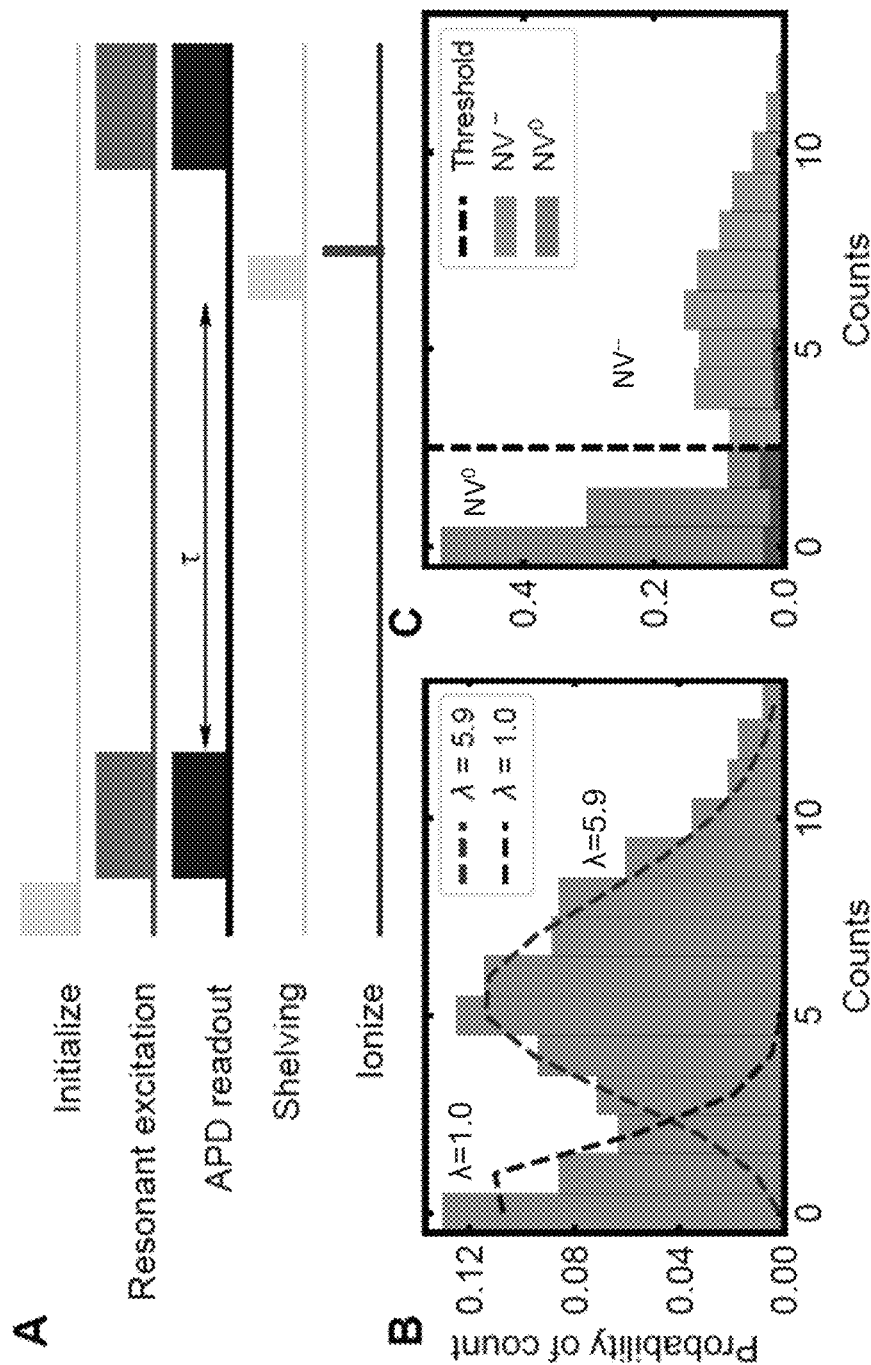 A
Initialize
Resonant excitation
APD readout
Shelving
Ionize
τ
B
Probability of count
0.12
0.08
0.04
0.00
λ=1.0
λ=5.9
λ = 5.9
λ = 1.0
0
5
10
Counts
C
0.4
0.2
0.0
NV⁰
NV⁻
Threshold
NV⁻
NV⁰
0
5
10
Counts